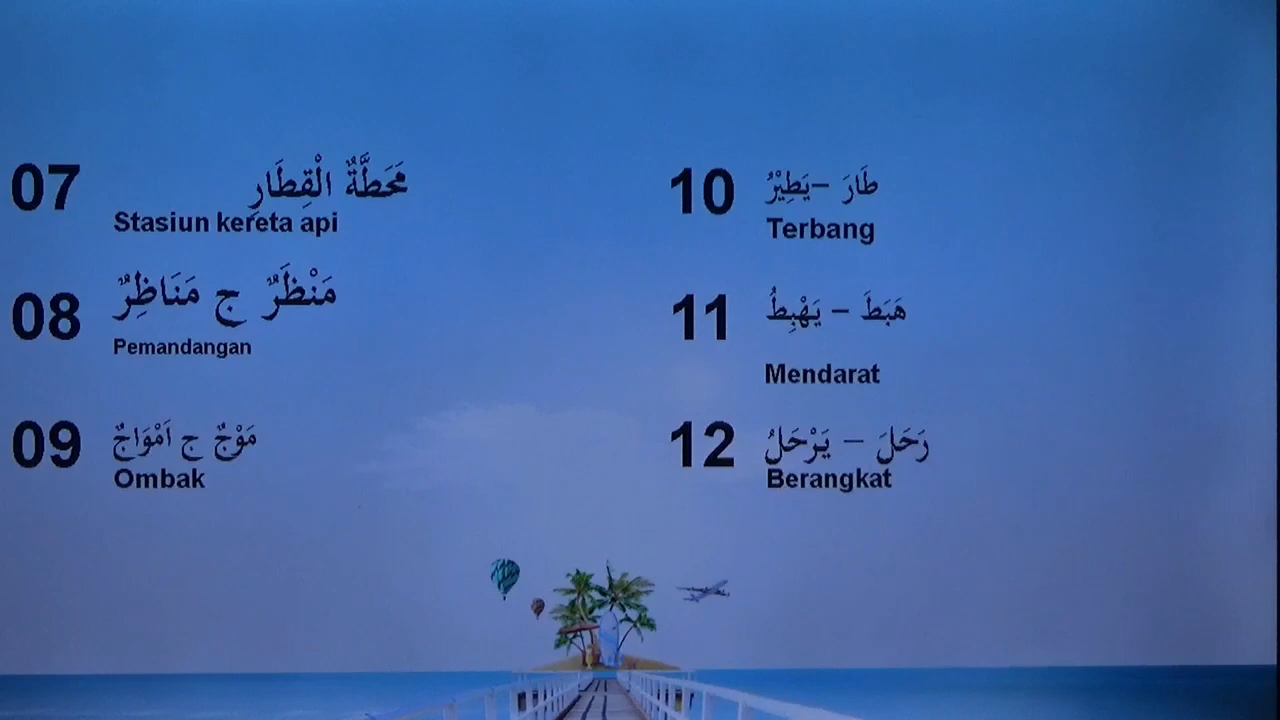 07
مَحَطَّةٌ الْقِطَارِ
Stasiun kereta api
08
مَنْظَرٌ ج مَنَاظِرٌ
Pemandangan
09
مَوْجٌ ج اَمْوَاجٌ
Ombak
10
طَارَ –يَطِيْرُ
Terbang
11
هَبَطَ – يَهْبِطُ
Mendarat
12
رَحَلَ – يَرْحَلُ
Berangkat